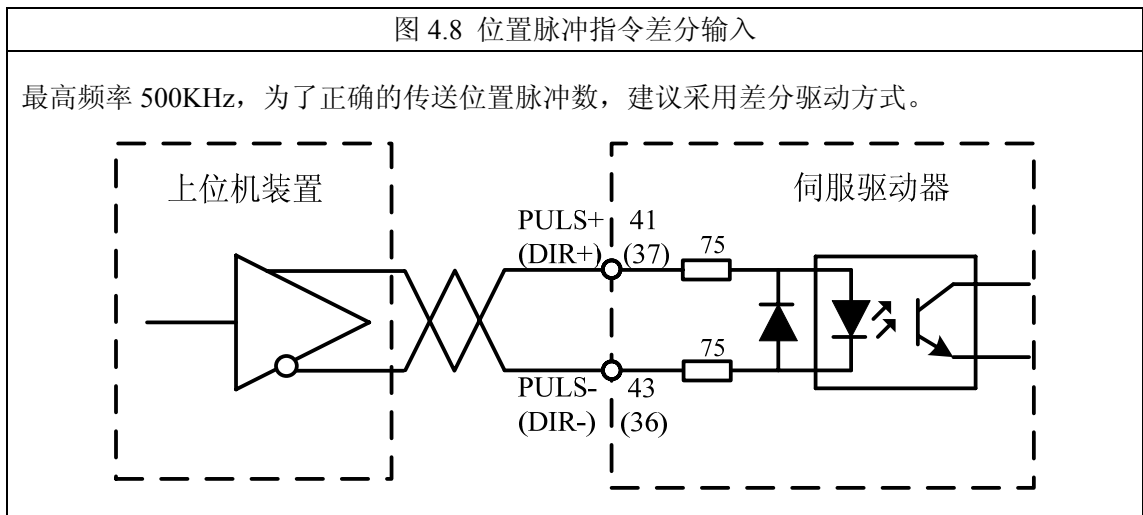 图 4.8 位置脉冲指令差分输入
最高频率 500KHz，为了正确的传送位置脉冲数，建议采用差分驱动方式。
上位机装置
伺服驱动器
PULS+ 41
(DIR+) (37)
75
75
PULS- 43
(DIR-) (36)